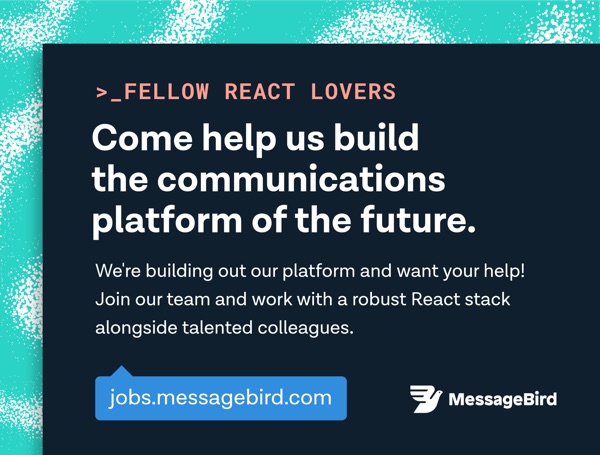 >_FELLOW REACT LOVERS
Come help us build
the communications
platform of the future.
We're building out our platform and want your help!
Join our team and work with a robust React stack
alongside talented colleagues.
jobs.messagebird.com
MessageBird